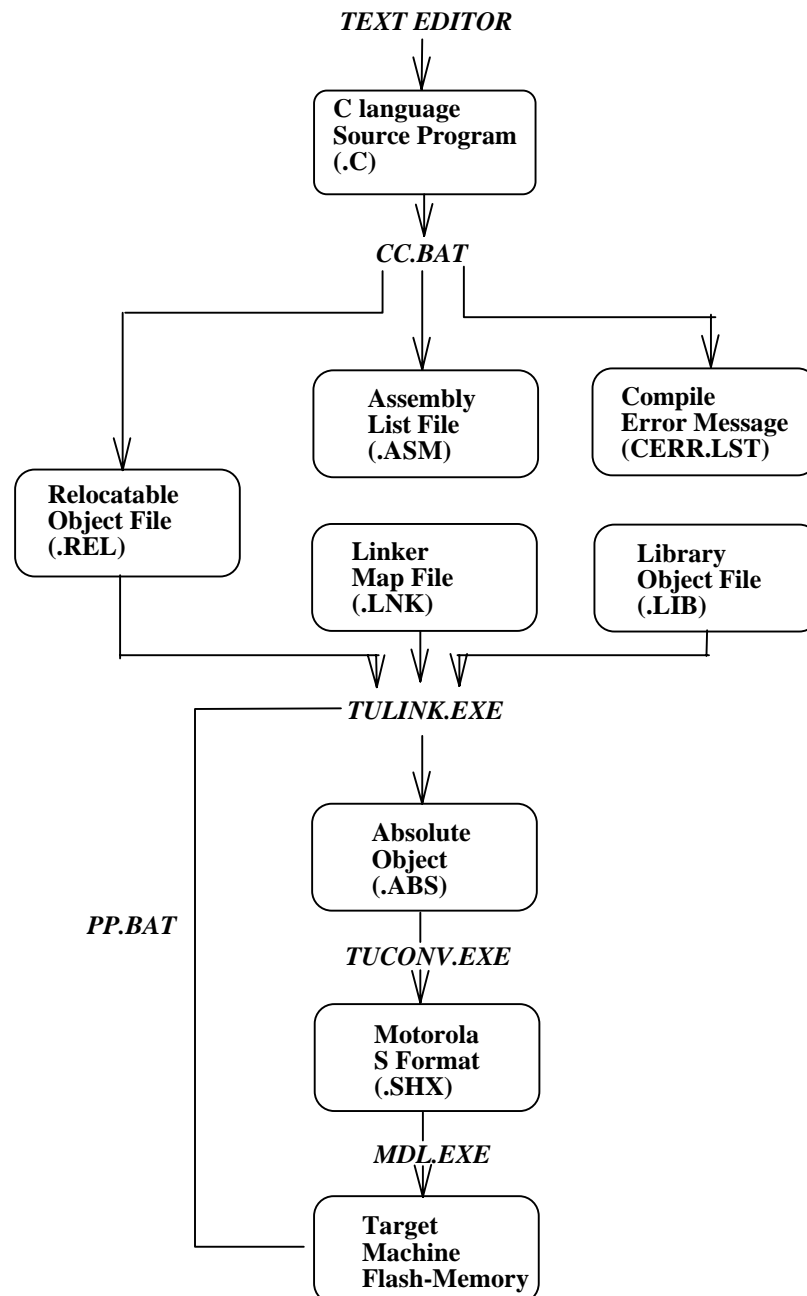 TEXT EDITOR
C language
Source Program
(.C)
CC.BAT
Assembly
List File
(.ASM)
Compile
Error Message
(CERR.LST)
Relocatable
Object File
(.REL)
Linker
Map File
(.LNK)
Library
Object File
(.LIB)
TULINK.EXE
Absolute
Object
(.ABS)
PP.BAT
TUCONV.EXE
Motorola
S Format
(.SHX)
MDL.EXE
Target
Machine
Flash-Memory